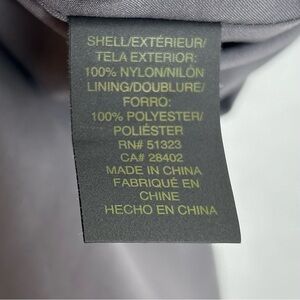 SHELL/EXTÉRIEUR/
TELA EXTERIOR:
100% NYLON/NILÓN
LINING/DOUBLURE/
FORRO:
100% POLYESTER/
POLIÉSTER
RN# 51323
CA# 28402
MADE IN CHINA
FABRIQUÉ EN
CHINE
HECHO EN CHINA